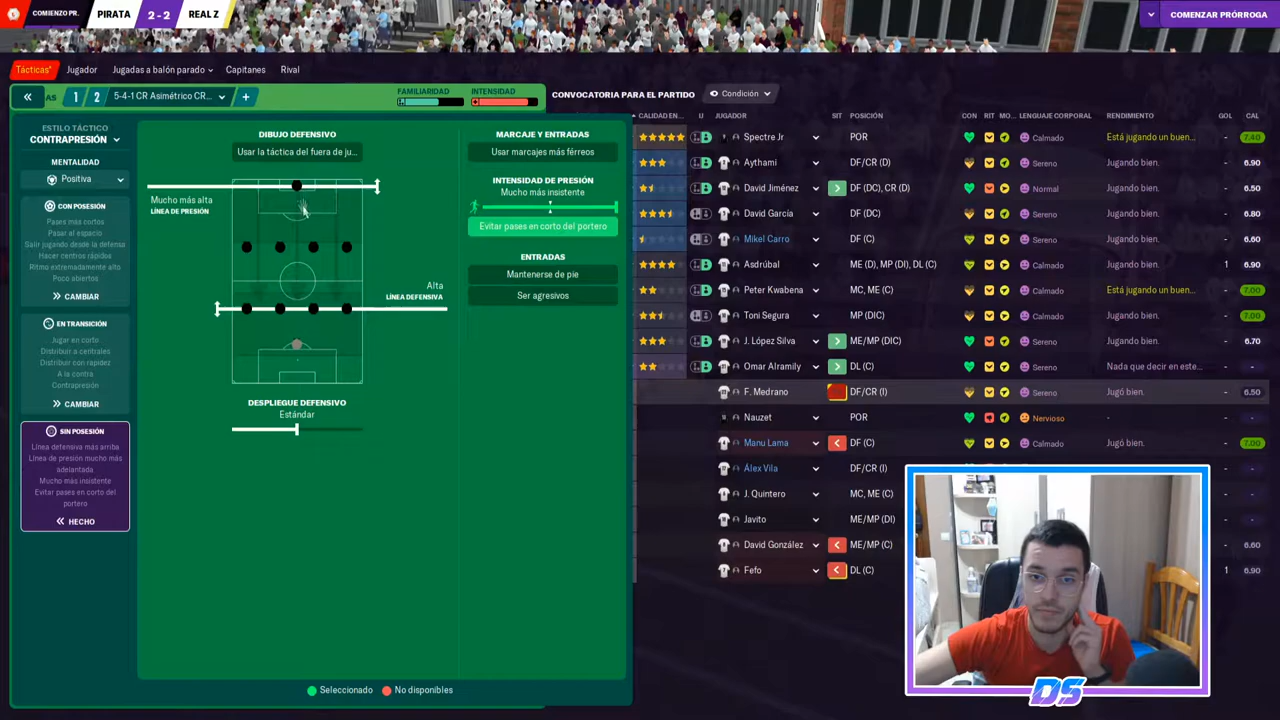 COMIENZO PR.
PIRATA
2 - 2
REAL Z
COMENZAR PRÓRROGA
Tácticas*
Jugador
Jugadas a balón parado
Capitanes
Rival
AS
1
2
5-4-1 CR Asimétrico CR...
FAMILIARIDAD
INTENSIDAD
CONVOCATORIA PARA EL PARTIDO
Condición
ESTILO TÁCTICO
CONTRAPRESIÓN
MENTALIDAD
Positiva
CON POSESIÓN
Pases más cortos
Pasar al espacio
Salir jugando desde la defensa
Hacer centros rápidos
Ritmo extremadamente alto
Poco abiertos
CAMBIAR
EN TRANSICIÓN
Jugar en corto
Distribuir a centrales
Distribuir con rapidez
A la contra
Contrapresión
CAMBIAR
SIN POSESIÓN
Línea defensiva más arriba
Línea de presión mucho más
adelantada
Mucho más insistente
Evitar pases en corto del
portero
HECHO
DIBUJO DEFENSIVO
Usar la táctica del fuera de ju...
Mucho más alta
LÍNEA DE PRESIÓN
Alta
LÍNEA DEFENSIVA
DESPLIEGUE DEFENSIVO
Estándar
MARCAJE Y ENTRADAS
Usar marcajes más férreos
INTENSIDAD DE PRESIÓN
Mucho más insistente
Evitar pases en corto del portero
ENTRADAS
Mantenerse de pie
Ser agresivos
Seleccionado
No disponibles
CALIDAD EN... IJ JUGADOR SIT POSICIÓN CON RIT MO... LENGUAJE CORPORAL RENDIMIENTO GOL CAL
Spectre Jr POR Calmado Está jugando un buen... - 7.40
Aythami DF/CR (D) Sereno Jugando bien. - 6.90
David Jiménez DF (DC), CR (D) Normal Jugando bien. - 6.50
David García DF (DC) Sereno Jugando bien. - 6.80
Mikel Carro DF (C) Sereno Jugando bien. - 6.60
Asdrúbal ME (D), MP (DI), DL (C) Calmado Jugando bien. 1 6.90
Peter Kwabena MC, ME (C) Calmado Está jugando un buen... - 7.00
Toni Segura MP (DIC) Calmado Jugando bien. - 7.00
J. López Silva ME/MP (DIC) Sereno Jugando bien. - 6.70
Omar Alramily DL (C) Calmado Nada que decir en este... - -
F. Medrano DF/CR (I) Sereno Jugó bien. - 6.50
Nauzet POR Nervioso - - -
Manu Lama DF (C) Calmado Jugó bien. - 7.00
Álex Vila DF/CR (I) Sereno - - -
J. Quintero MC, ME (C)
Javito ME/MP (DI)
David González ME/MP (C) 6.60
Fefo DL (C) 1 6.90
DS